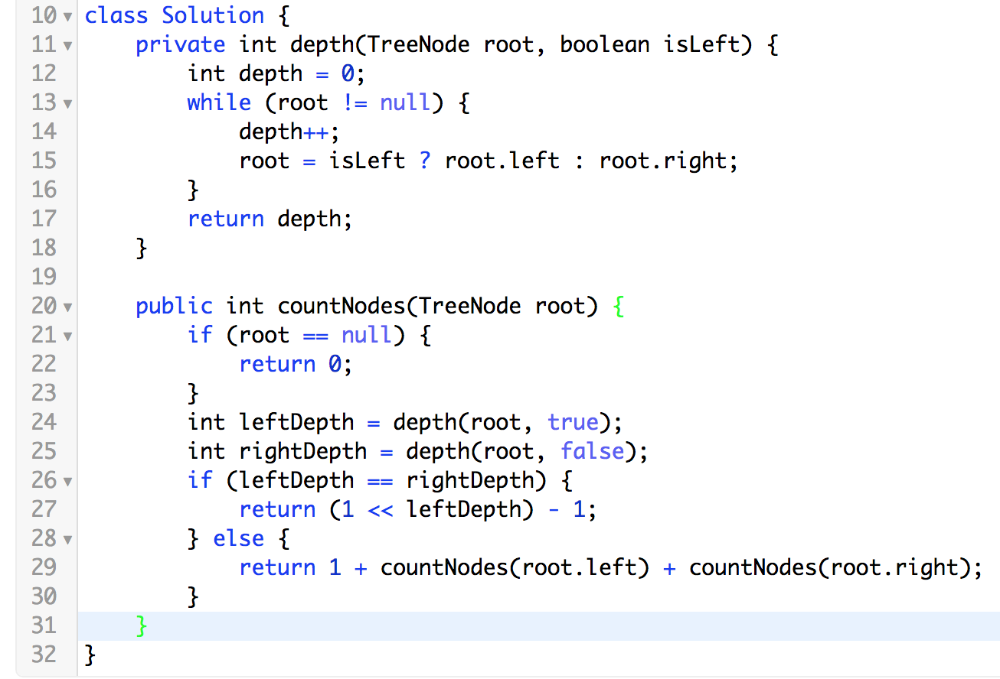 10 class Solution {
11     private int depth(TreeNode root, boolean isLeft) {
12         int depth = 0;
13         while (root != null) {
14             depth++;
15             root = isLeft ? root.left : root.right;
16         }
17         return depth;
18     }
19
20     public int countNodes(TreeNode root) {
21         if (root == null) {
22             return 0;
23         }
24         int leftDepth = depth(root, true);
25         int rightDepth = depth(root, false);
26         if (leftDepth == rightDepth) {
27             return (1 << leftDepth) - 1;
28         } else {
29             return 1 + countNodes(root.left) + countNodes(root.right);
30         }
31     }
32 }